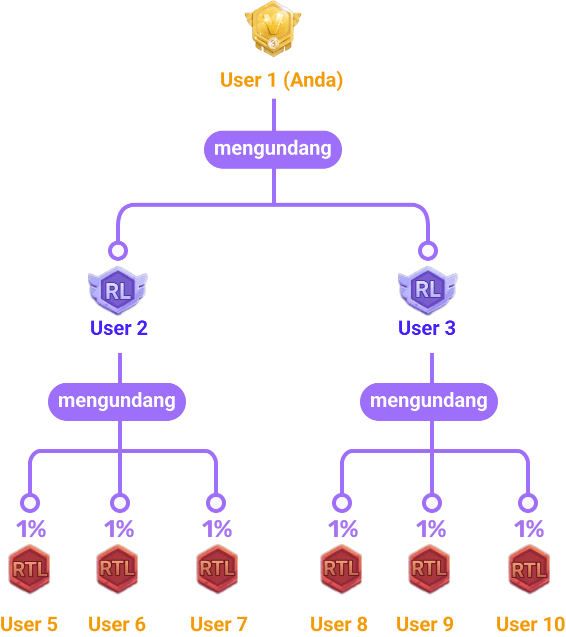 V
3
User 1 (Anda)
mengundang
RL
RL
User 2
User 3
mengundang
mengundang
1%
1%
1%
1%
1%
1%
RTL
RTL
RTL
RTL
RTL
RTL
User 5
User 6
User 7
User 8
User 9
User 10